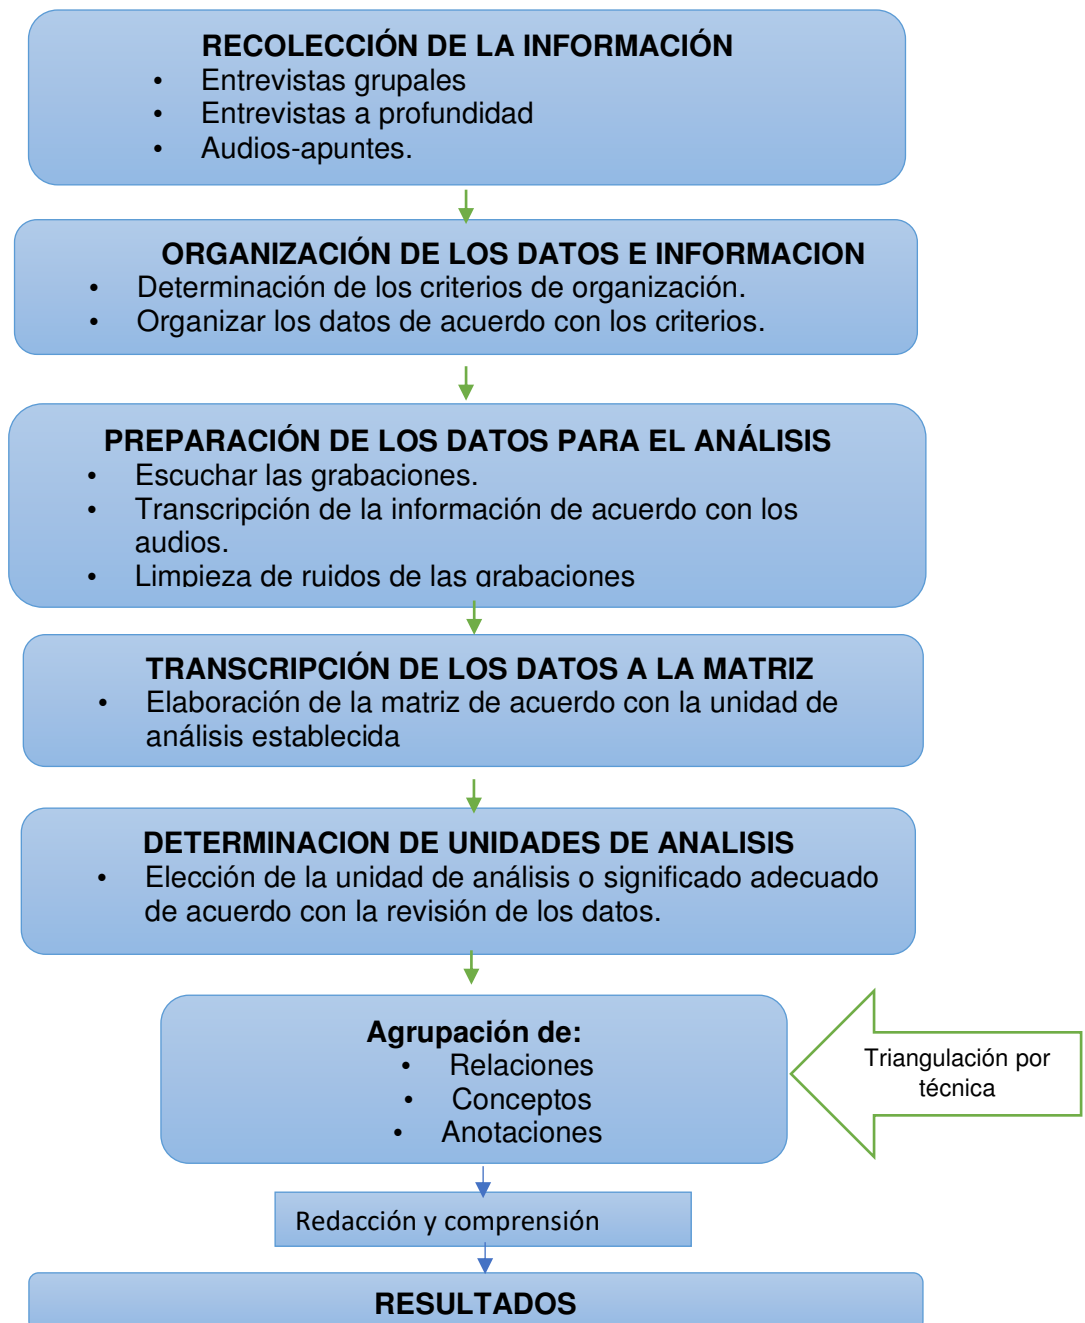 RECOLECCIÓN DE LA INFORMACIÓN
• Entrevistas grupales
• Entrevistas a profundidad
• Audios-apuntes.
ORGANIZACIÓN DE LOS DATOS E INFORMACION
• Determinación de los criterios de organización.
• Organizar los datos de acuerdo con los criterios.
PREPARACIÓN DE LOS DATOS PARA EL ANÁLISIS
• Escuchar las grabaciones.
• Transcripción de la información de acuerdo con los
audios.
• Limpieza de ruidos de las grabaciones
TRANSCRIPCIÓN DE LOS DATOS A LA MATRIZ
• Elaboración de la matriz de acuerdo con la unidad de
análisis establecida
DETERMINACION DE UNIDADES DE ANALISIS
• Elección de la unidad de análisis o significado adecuado
de acuerdo con la revisión de los datos.
Agrupación de:
• Relaciones
• Conceptos
• Anotaciones
Triangulación por
técnica
Redacción y comprensión
RESULTADOS